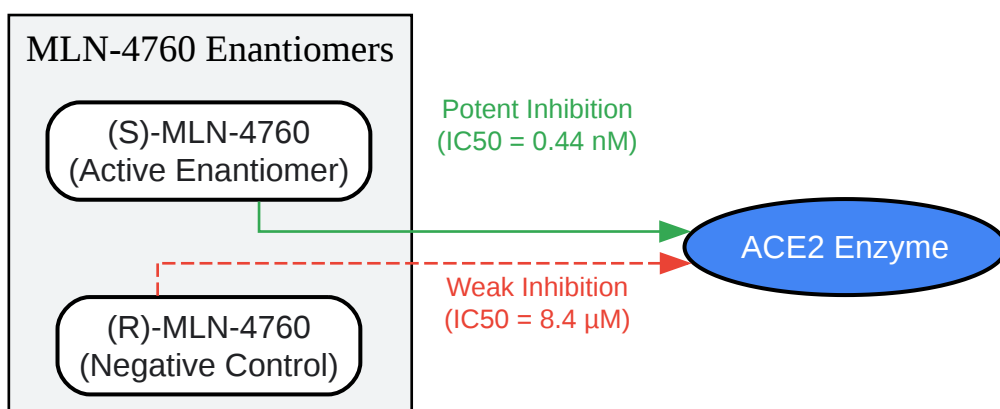 MLN-4760 Enantiomers
(S)-MLN-4760
(Active Enantiomer)
Potent Inhibition
(IC50 = 0.44 nM)
ACE2 Enzyme
Weak Inhibition
(IC50 = 8.4 µM)
(R)-MLN-4760
(Negative Control)